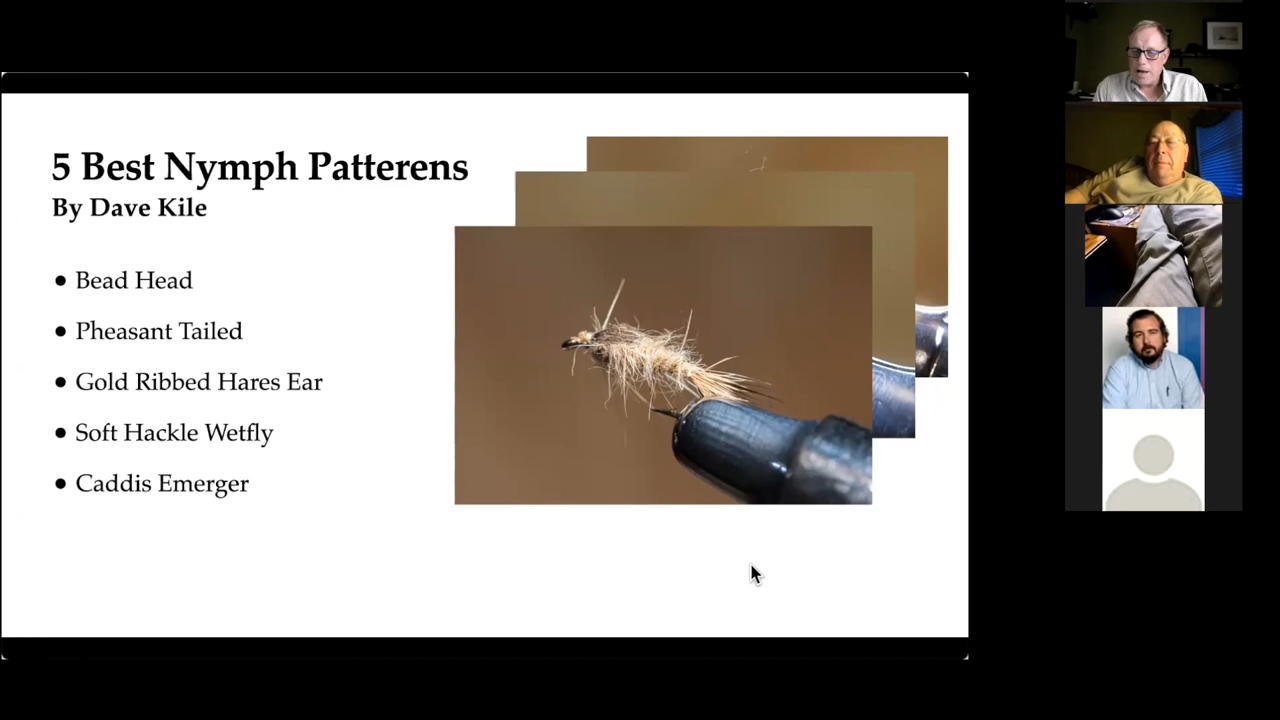 5 Best Nymph Patterens
By Dave Kile
● Bead Head
● Pheasant Tailed
● Gold Ribbed Hares Ear
● Soft Hackle Wetfly
● Caddis Emerger